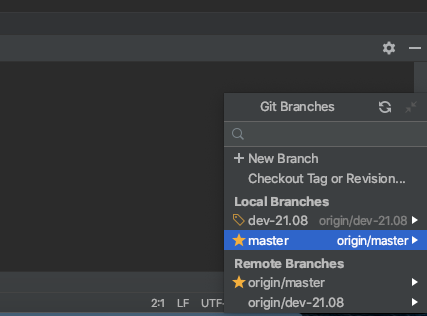 Git Branches
+ New Branch
Checkout Tag or Revision...
Local Branches
dev-21.08 origin/dev-21.08
master origin/master
Remote Branches
origin/master
origin/dev-21.08
2:1 LF UTF-